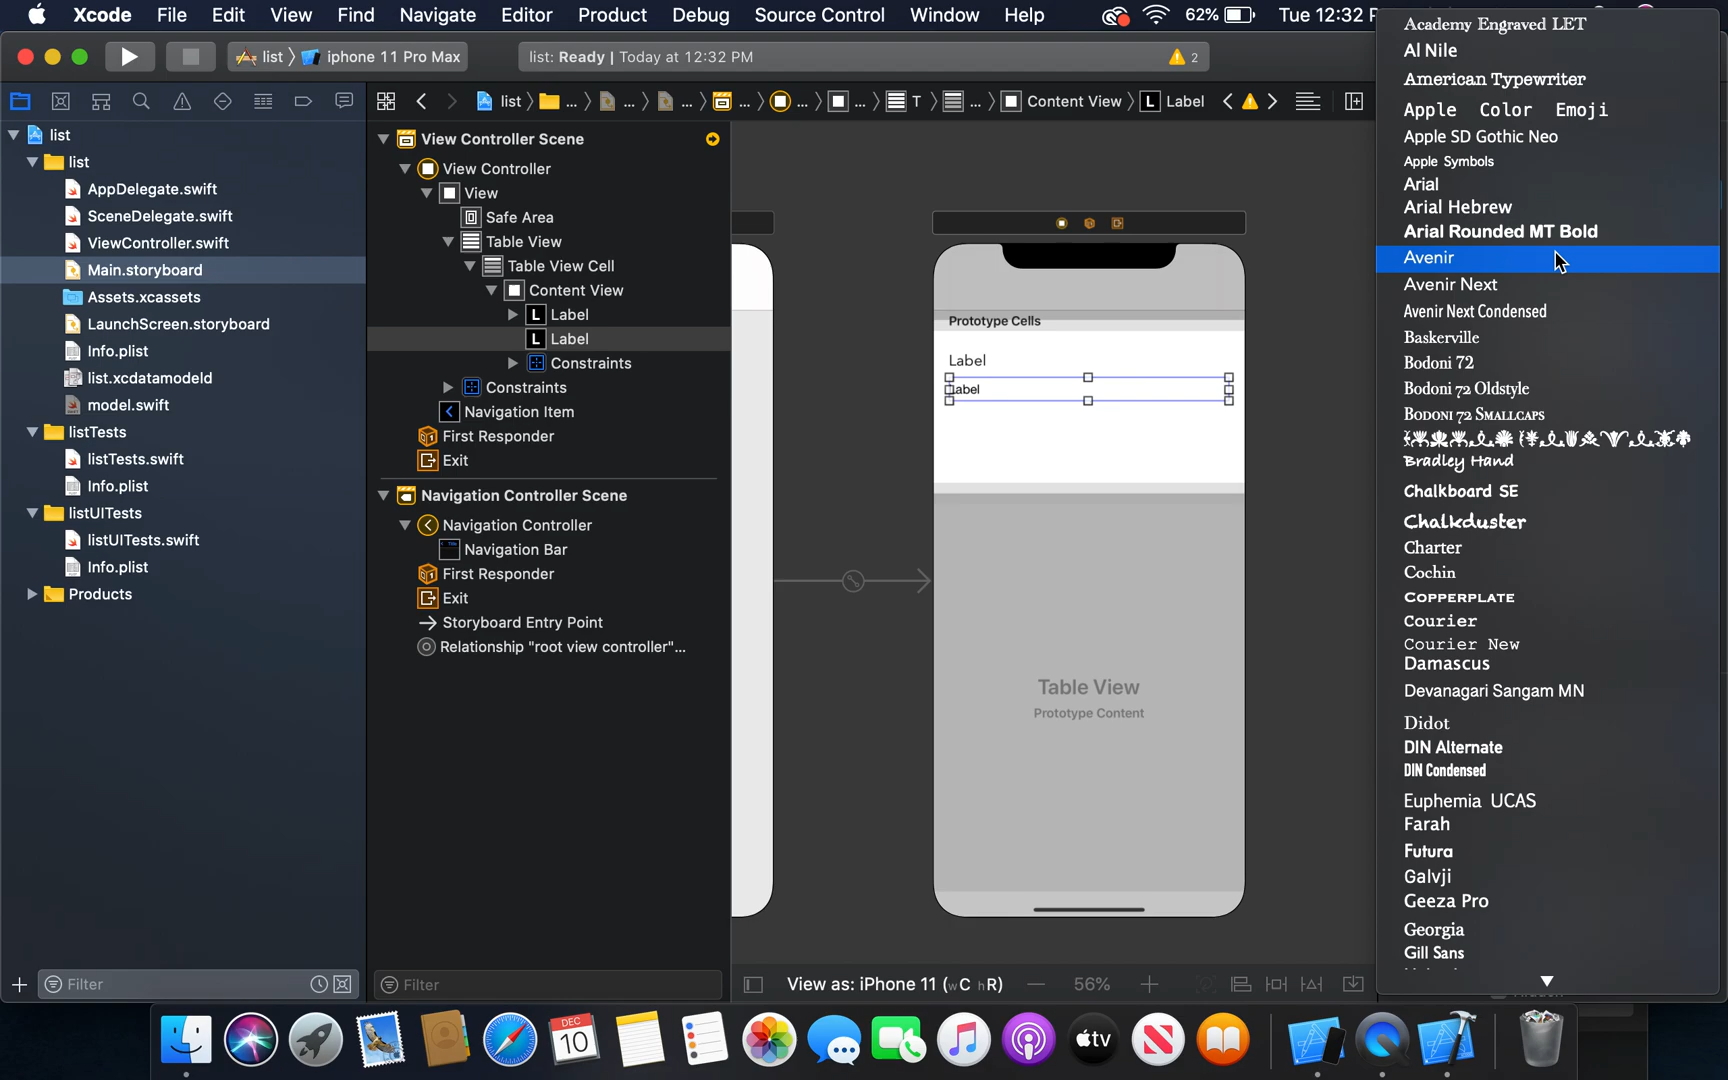 Xcode File Edit View Find Navigate Editor Product Debug Source Control Window Help 62% Tue 12:32 P
list iphone 11 Pro Max
list: Ready | Today at 12:32 PM
2
list ... ... ... ... ... ... T ... Content View L Label
list
list
AppDelegate.swift
SceneDelegate.swift
ViewController.swift
Main.storyboard
Assets.xcassets
LaunchScreen.storyboard
Info.plist
list.xcdatamodeld
model.swift
listTests
listTests.swift
Info.plist
listUITests
listUITests.swift
Info.plist
Products
Filter
View Controller Scene
View Controller
View
Safe Area
Table View
Table View Cell
Content View
L Label
L Label
Constraints
Constraints
Navigation Item
First Responder
Exit
Navigation Controller Scene
Navigation Controller
Navigation Bar
First Responder
Exit
Storyboard Entry Point
Relationship "root view controller"...
Filter
Prototype Cells
Label
Label
Table View
Prototype Content
View as: iPhone 11 (wC hR)
56%
Academy Engraved LET
Al Nile
American Typewriter
Apple Color Emoji
Apple SD Gothic Neo
Apple Symbols
Arial
Arial Hebrew
Arial Rounded MT Bold
Avenir
Avenir Next
Avenir Next Condensed
Baskerville
Bodoni 72
Bodoni 72 Oldstyle
Bodoni 72 Smallcaps
Bradley Hand
Chalkboard SE
Chalkduster
Charter
Cochin
Copperplate
Courier
Courier New
Damascus
Devanagari Sangam MN
Didot
DIN Alternate
DIN Condensed
Euphemia UCAS
Farah
Futura
Galvji
Geeza Pro
Georgia
Gill Sans
DEC
10
tv